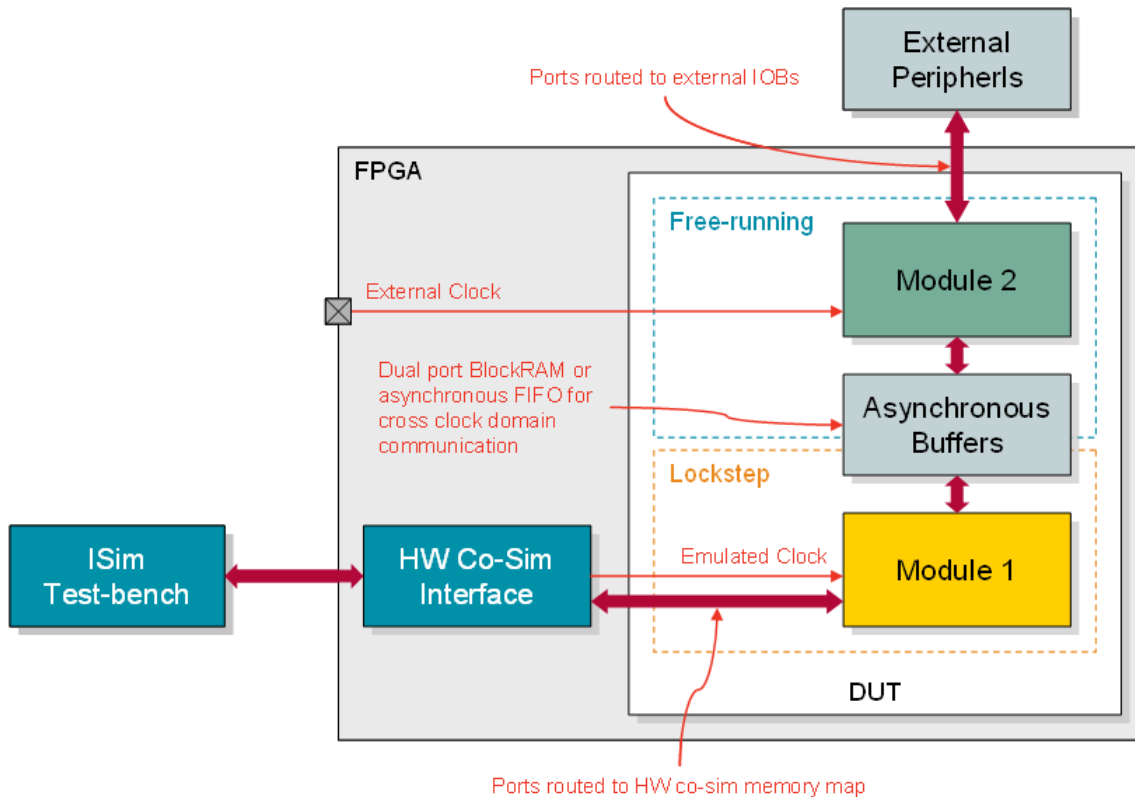 External
Peripherls
Ports routed to external IOBs
FPGA
Free-running
Module 2
External Clock
Dual port BlockRAM or
asynchronous FIFO for
cross clock domain
communication
Asynchronous
Buffers
Lockstep
ISim
Test-bench
HW Co-Sim
Interface
Emulated Clock
Module 1
DUT
Ports routed to HW co-sim memory map